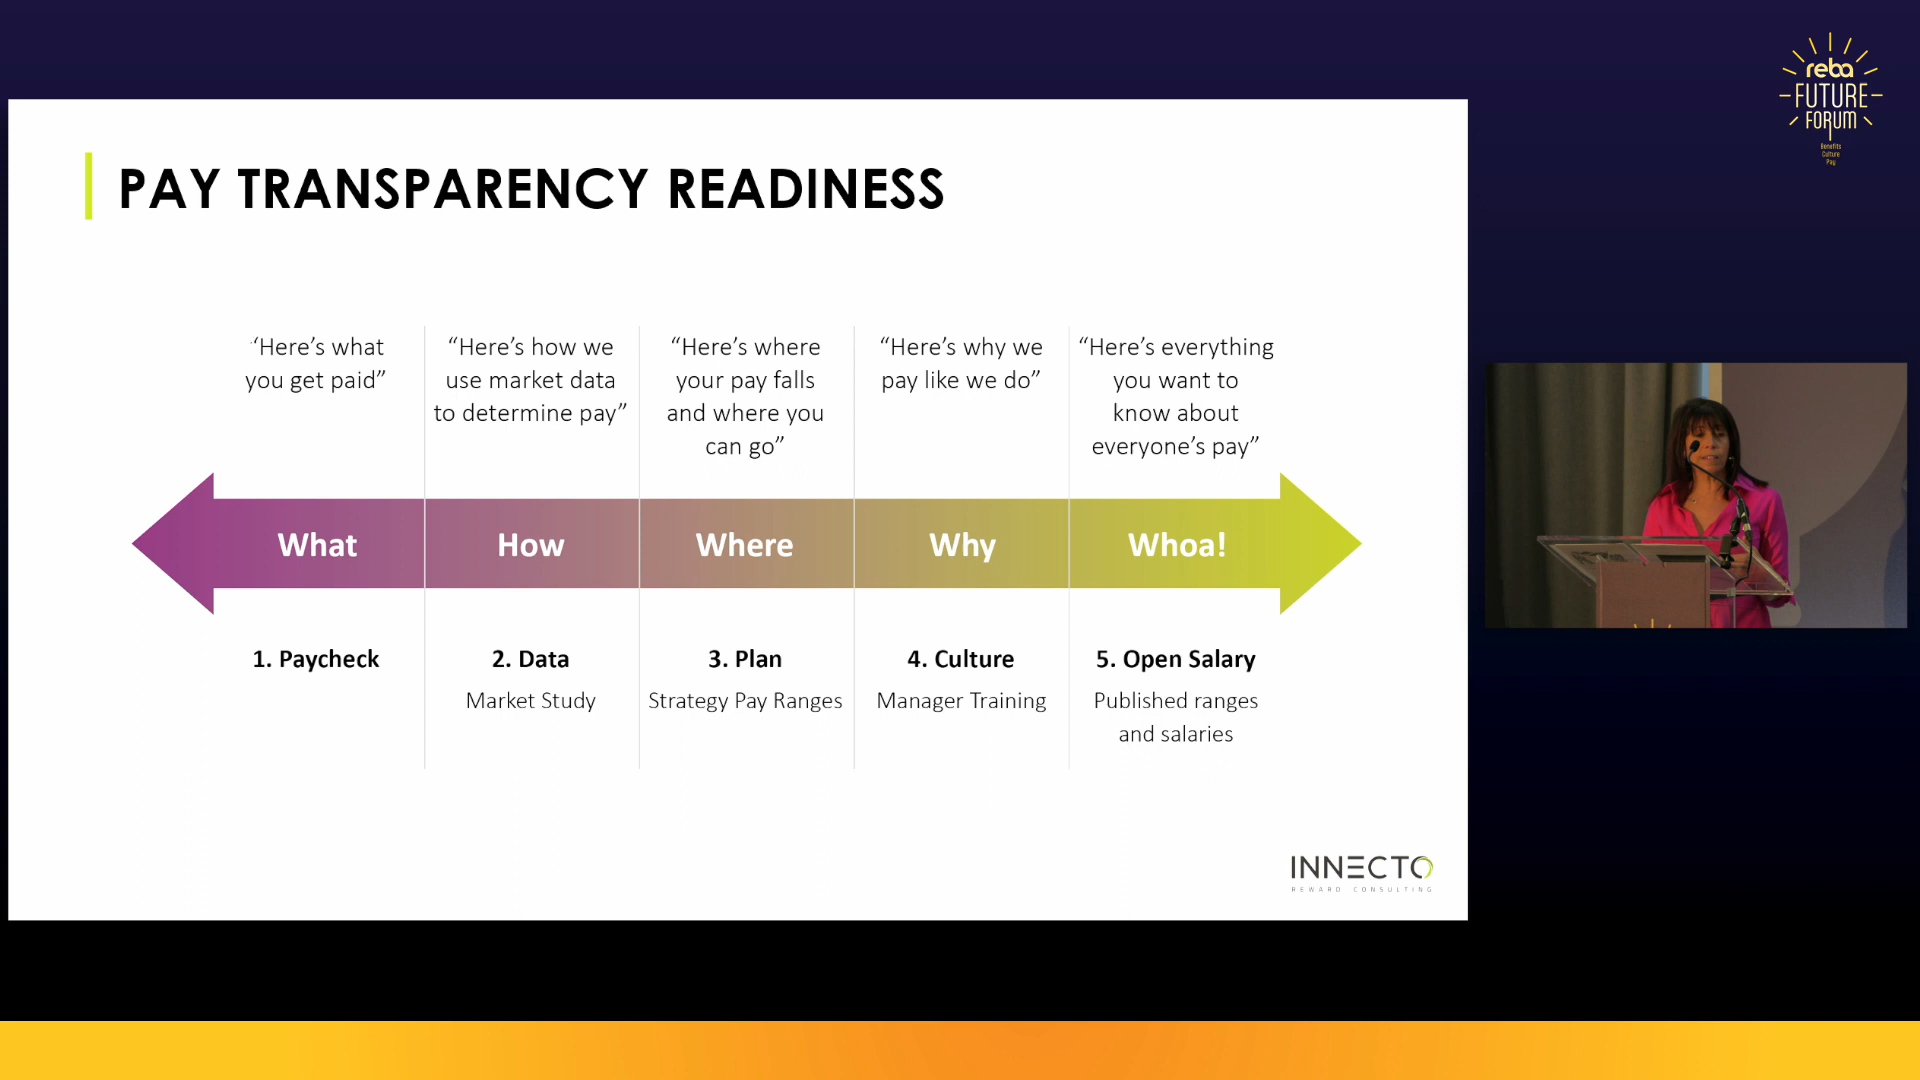 reba
FUTURE
FORUM
Benefits
Culture
Pay
PAY TRANSPARENCY READINESS
“Here’s what
you get paid”
“Here’s how we
use market data
to determine pay”
“Here’s where
your pay falls
and where you
can go”
“Here’s why we
pay like we do”
“Here’s everything
you want to
know about
everyone’s pay”
What
How
Where
Why
Whoa!
1. Paycheck
2. Data
Market Study
3. Plan
Strategy Pay Ranges
4. Culture
Manager Training
5. Open Salary
Published ranges
and salaries
INNECTO
REWARD CONSULTING